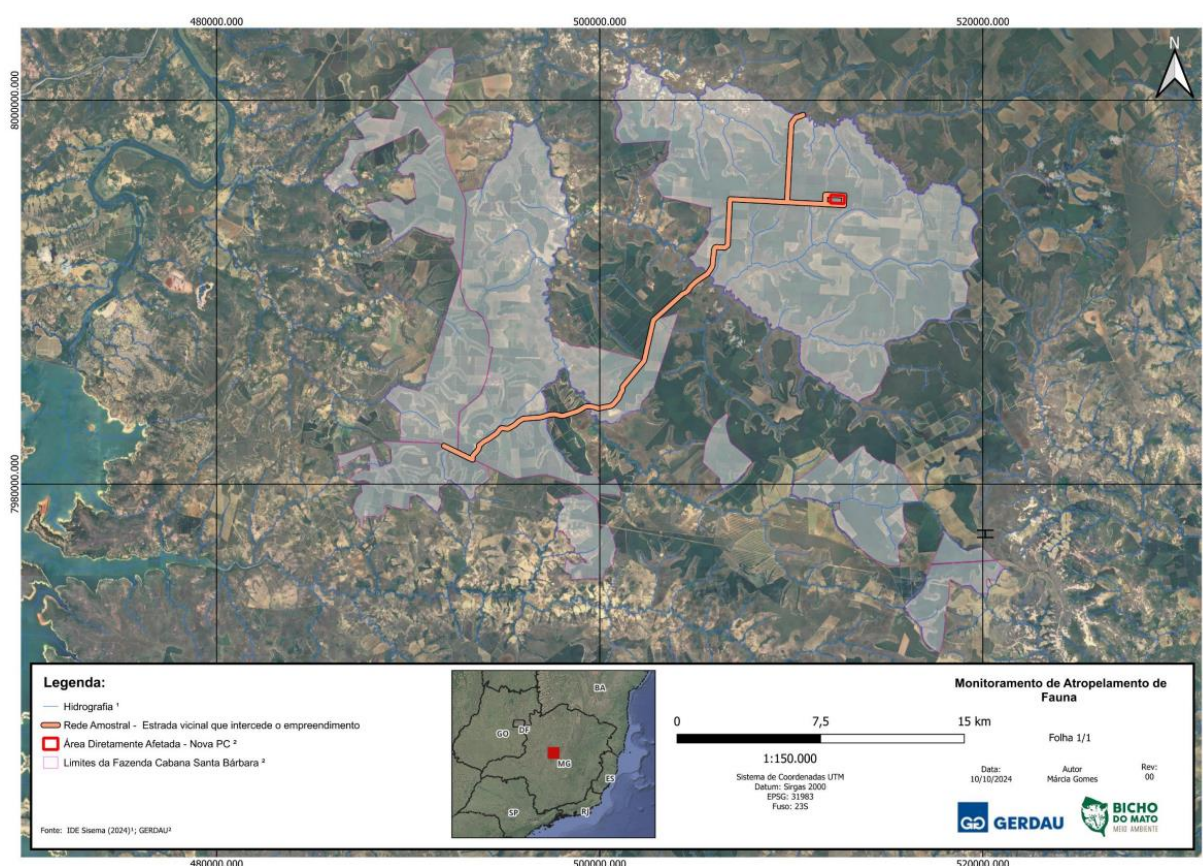 480000.000
500000.000
520000.000
N
8000000.000
7980000.000
Legenda:
Hidrografia ¹
Rede Amostral - Estrada vicinal que intercede o empreendimento
Área Diretamente Afetada - Nova PC ²
Limites da Fazenda Cabana Santa Bárbara ²
Fonte: IDE Sisema (2024)¹; GERDAU²
BA
GO
DF
MG
ES
SP
RJ
0
7,5
15 km
1:150.000
Sistema de Coordenadas UTM
Datum: Sirgas 2000
EPSG: 31983
Fuso: 23S
Monitoramento de Atropelamento de
Fauna
Folha 1/1
Data:
10/10/2024
Autor
Márcia Gomes
Rev:
00
GERDAU
BICHO
DO MATO
MEIO AMBIENTE
480000.000
500000.000
520000.000